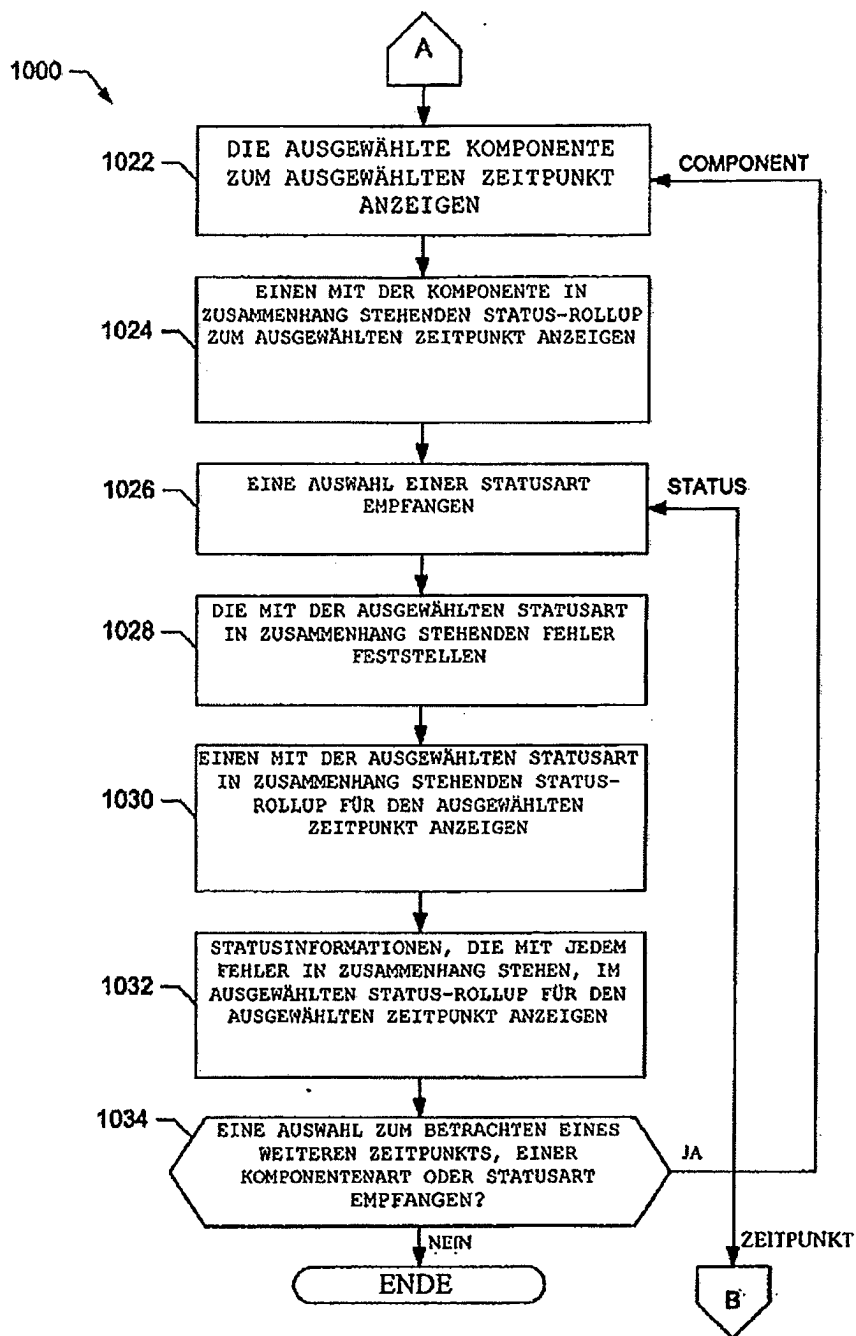 A
1000
1022
DIE AUSGEWÄHLTE KOMPONENTE
ZUM AUSGEWÄHLTEN ZEITPUNKT
ANZEIGEN
COMPONENT
1024
EINEN MIT DER KOMPONENTE IN
ZUSAMMENHANG STEHENDEN STATUS-ROLLUP
ZUM AUSGEWÄHLTEN ZEITPUNKT ANZEIGEN
1026
EINE AUSWAHL EINER STATUSART
EMPFANGEN
STATUS
1028
DIE MIT DER AUSGEWÄHLTEN STATUSART
IN ZUSAMMENHANG STEHENDEN FEHLER
FESTSTELLEN
1030
EINEN MIT DER AUSGEWÄHLTEN STATUSART
IN ZUSAMMENHANG STEHENDEN STATUS-
ROLLUP FÜR DEN AUSGEWÄHLTEN
ZEITPUNKT ANZEIGEN
1032
STATUSINFORMATIONEN, DIE MIT JEDEM
FEHLER IN ZUSAMMENHANG STEHEN, IM
AUSGEWÄHLTEN STATUS-ROLLUP FÜR DEN
AUSGEWÄHLTEN ZEITPUNKT ANZEIGEN
1034
EINE AUSWAHL ZUM BETRACHTEN EINES
WEITEREN ZEITPUNKTS, EINER
KOMPONENTENART ODER STATUSART
EMPFANGEN?
JA
NEIN
ENDE
ZEITPUNKT
B